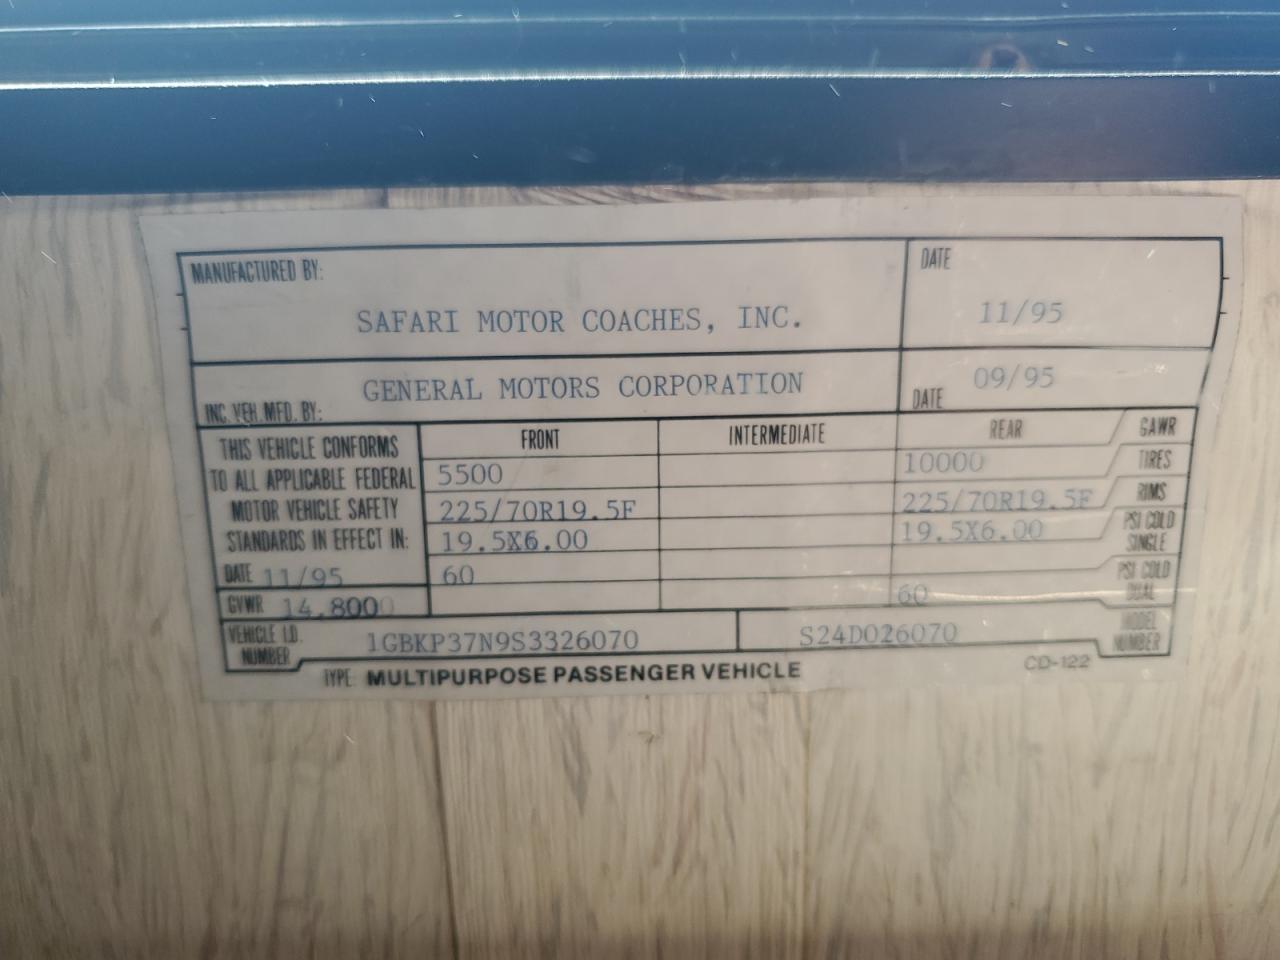 MANUFACTURED BY:
SAFARI MOTOR COACHES, INC.
DATE
11/95
INC. VEH. MFD. BY:
GENERAL MOTORS CORPORATION
DATE
09/95
THIS VEHICLE CONFORMS
TO ALL APPLICABLE FEDERAL
MOTOR VEHICLE SAFETY
STANDARDS IN EFFECT IN:
DATE 11/95
GVWR 14,800
FRONT INTERMEDIATE REAR GAWR
5500 10000 TIRES
225/70R19.5F 225/70R19.5F RIMS
19.5X6.00 19.5X6.00 PSI COLD SINGLE
60 60 PSI COLD DUAL
VEHICLE I.D. NUMBER
1GBKP37N9S3326070
S24D026070
MODEL NUMBER
TYPE: MULTIPURPOSE PASSENGER VEHICLE
CD-122